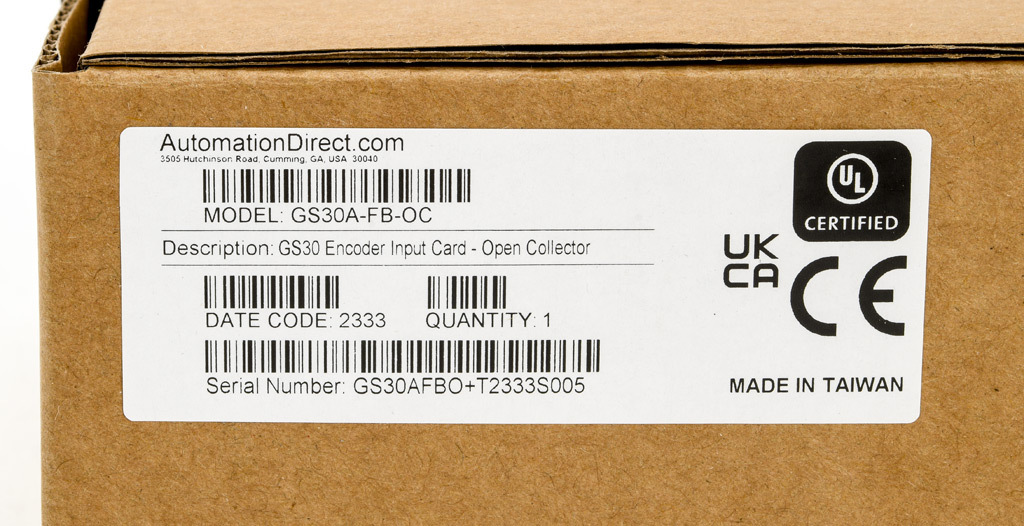 AutomationDirect.com
3505 Hutchinson Road, Cumming, GA, USA 30040
MODEL: GS30A-FB-OC
Description: GS30 Encoder Input Card - Open Collector
DATE CODE: 2333 QUANTITY: 1
Serial Number: GS30AFBO+T2333S005
UL
CERTIFIED
UK
CA
CE
MADE IN TAIWAN